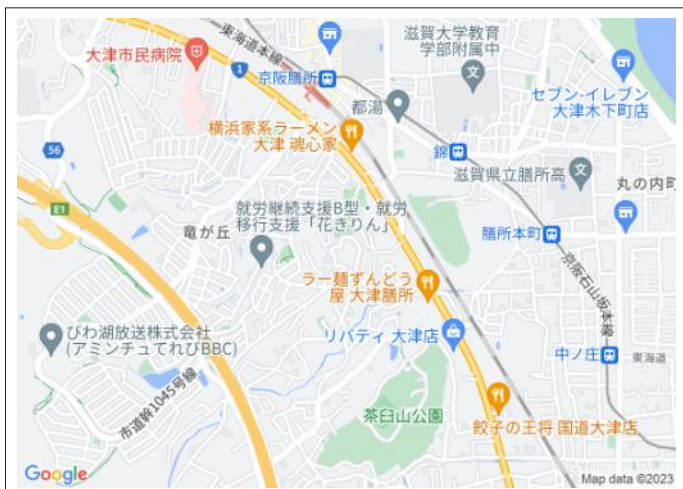 大津市民病院
東海道本線
1
京阪膳所
滋賀大学教育
学部附属中
都湯
セブン-イレブン
大津木下町店
横浜家系ラーメン
大津 魂心家
錦
56
滋賀県立膳所高
丸の内町
E1
就労継続支援B型・就労
移行支援「花きりん」
竜が丘
膳所本町
京阪石山坂本線
ラー麺ずんどう
屋 大津膳所
びわ湖放送株式会社
(アミンチュてれびBBC)
リバティ 大津店
中ノ庄
東海道
市道幹1045号線
茶臼山公園
餃子の王将 国道大津店
Google
Map data ©2023